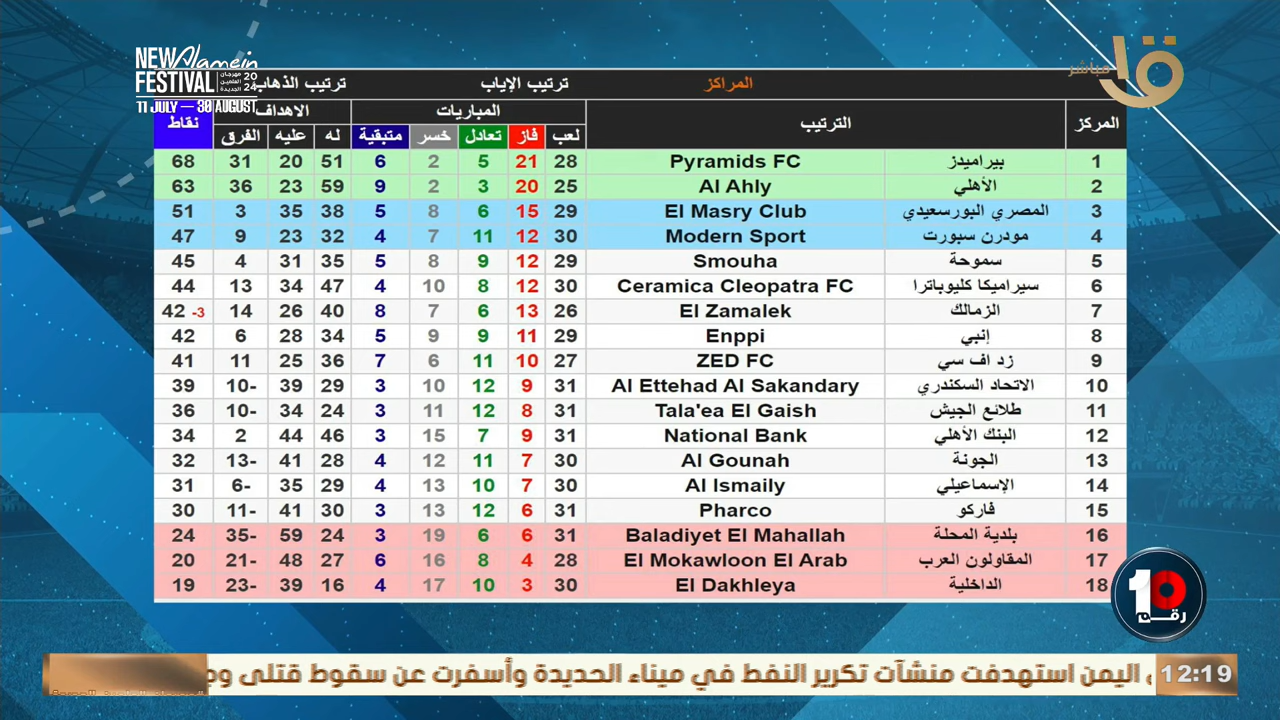 NEW Alamein
FESTIVAL مهرجان العلمين الجديدة 2024
11 JULY — 30 AUGUST
مباشر
المراكز ترتيب الإياب ترتيب الذهاب
المركز الترتيب المباريات الاهداف نقاط
لعب فاز تعادل خسر متبقية له عليه الفرق
1 بيراميدز Pyramids FC 28 21 5 2 6 51 20 31 68
2 الأهلي Al Ahly 25 20 3 2 9 59 23 36 63
3 المصري البورسعيدي El Masry Club 29 15 6 8 5 38 35 3 51
4 مودرن سبورت Modern Sport 30 12 11 7 4 32 23 9 47
5 سموحة Smouha 29 12 9 8 5 35 31 4 45
6 سيراميكا كليوباترا Ceramica Cleopatra FC 30 12 8 10 4 47 34 13 44
7 الزمالك El Zamalek 26 13 6 7 8 40 26 14 42 -3
8 إنبي Enppi 29 11 9 9 5 34 28 6 42
9 زد اف سي ZED FC 27 10 11 6 7 36 25 11 41
10 الاتحاد السكندري Al Ettehad Al Sakandary 31 9 12 10 3 29 39 10- 39
11 طلائع الجيش Tala'ea El Gaish 31 8 12 11 3 24 34 10- 36
12 البنك الأهلي National Bank 31 9 7 15 3 46 44 2 34
13 الجونة Al Gounah 30 7 11 12 4 28 41 13- 32
14 الإسماعيلي Al Ismaily 30 7 10 13 4 29 35 6- 31
15 فاركو Pharco 31 6 12 13 3 30 41 11- 30
16 بلدية المحلة Baladiyet El Mahallah 31 6 6 19 3 24 59 35- 24
17 المقاولون العرب El Mokawloon El Arab 28 4 8 16 6 27 48 21- 20
18 الداخلية El Dakhleya 30 3 10 17 4 16 39 23- 19
رقـم 10
12:19 اليمن استهدفت منشآت تكرير النفط في ميناء الحديدة وأسفرت عن سقوط قتلى